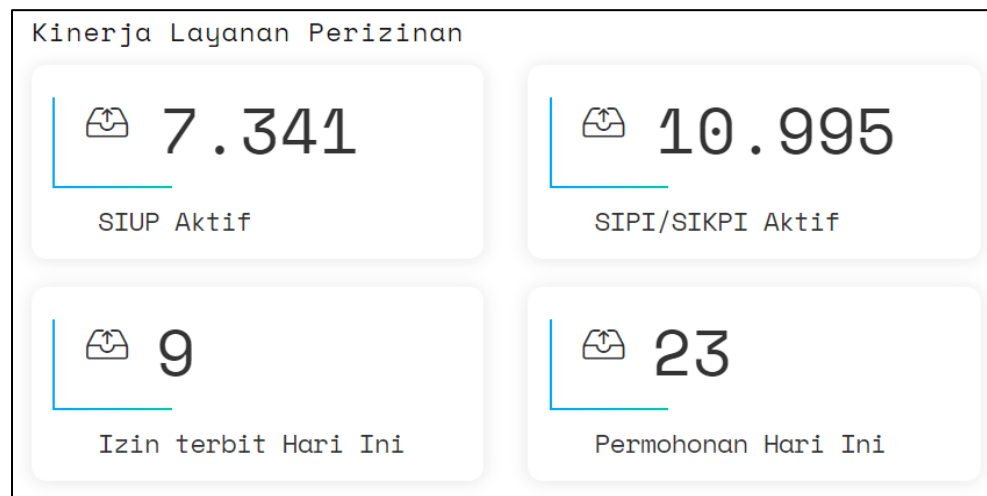 Kinerja Layanan Perizinan
7.341
SIUP Aktif
10.995
SIPI/SIKPI Aktif
9
Izin terbit Hari Ini
23
Permohonan Hari Ini